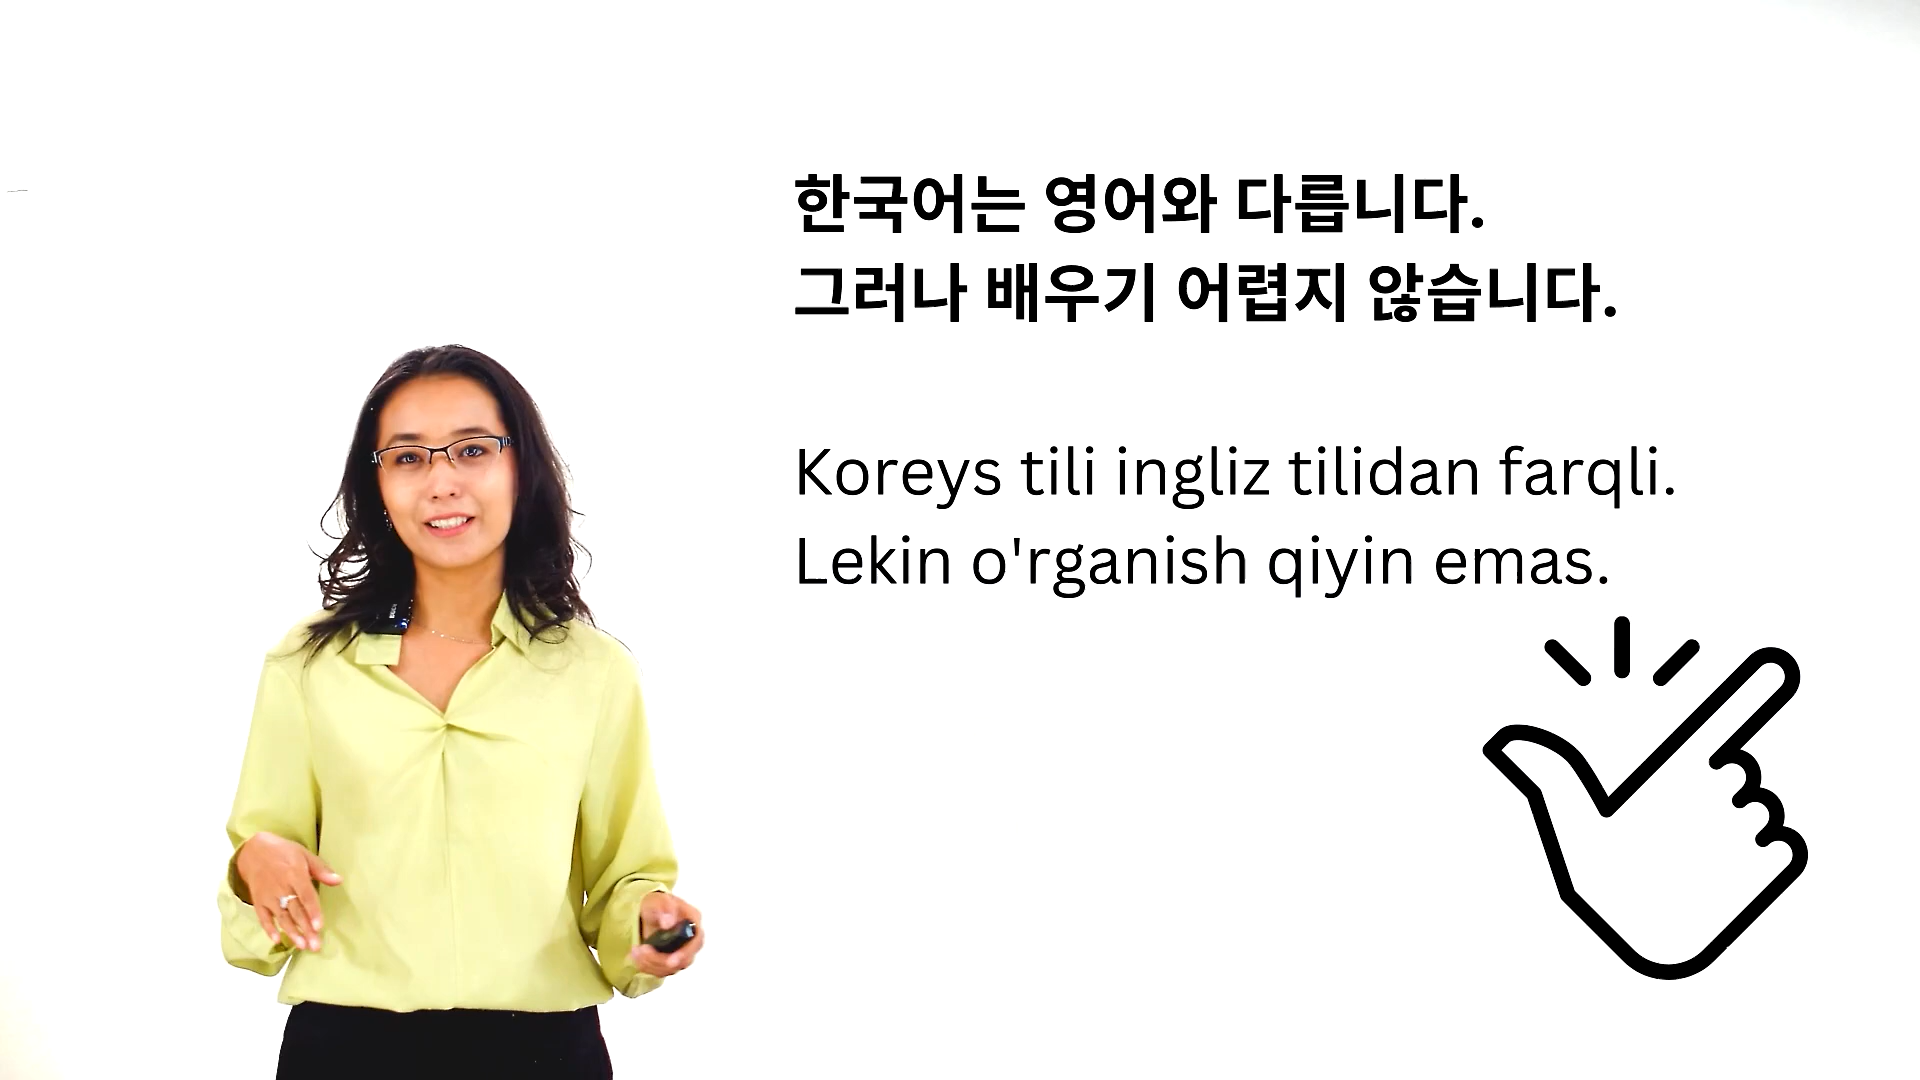 한국어는 영어와 다릅니다.
그러나 배우기 어렵지 않습니다.
Koreys tili ingliz tilidan farqli.
Lekin o'rganish qiyin emas.